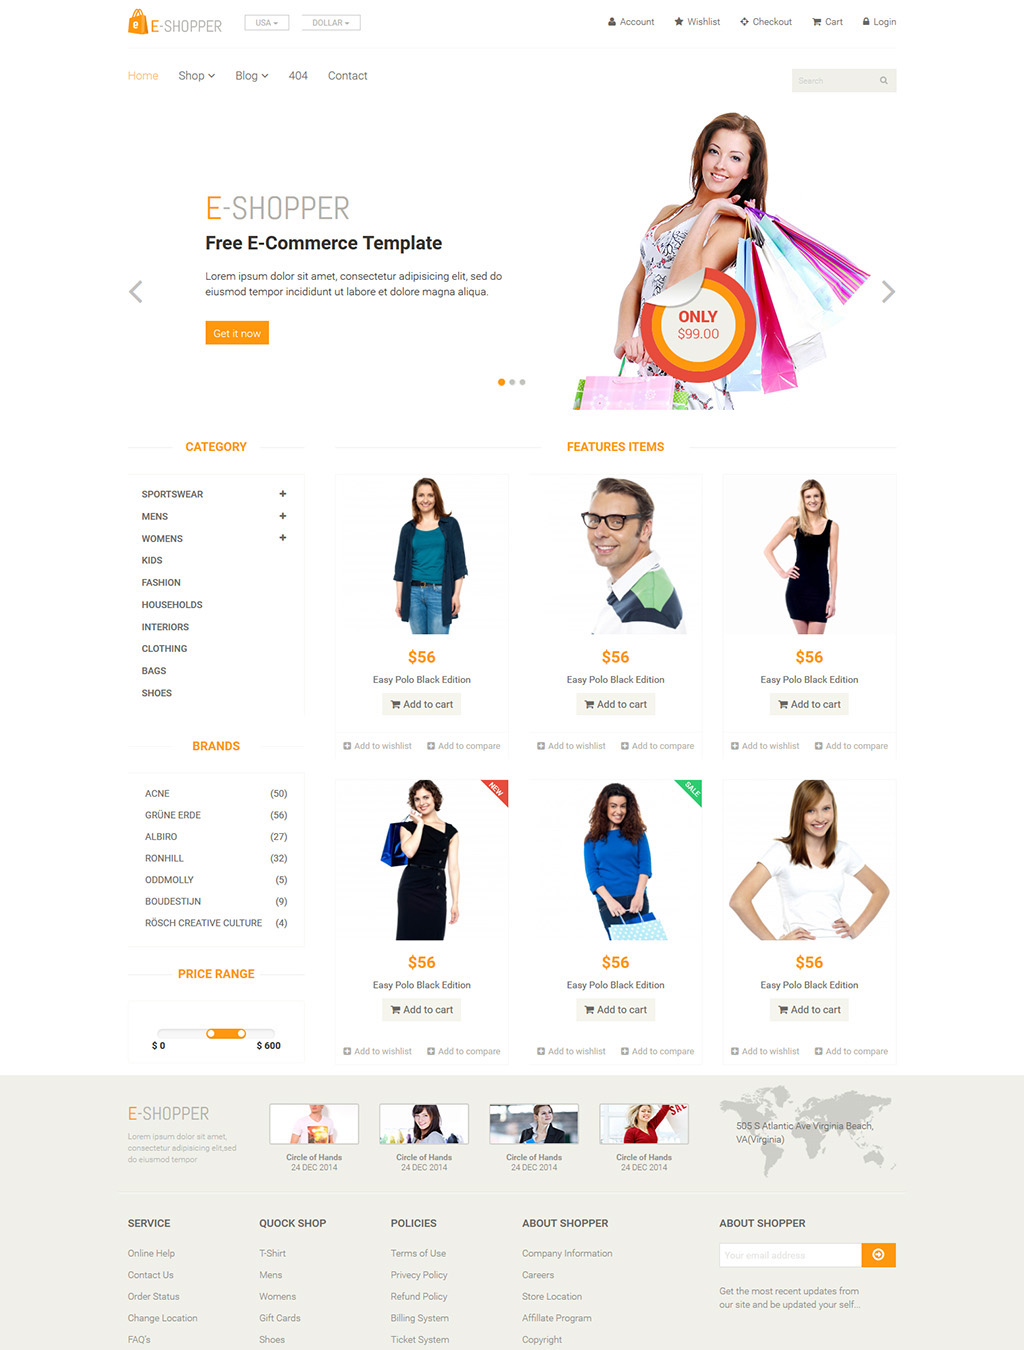 E-SHOPPER
USA
DOLLAR
Account
Wishlist
Checkout
Cart
Login
Home
Shop
Blog
404
Contact
Search
E-SHOPPER
Free E-Commerce Template
Lorem ipsum dolor sit amet, consectetur adipisicing elit, sed do
eiusmod tempor incididunt ut labore et dolore magna aliqua.
Get it now
ONLY
$99.00
CATEGORY
SPORTSWEAR
MENS
WOMENS
KIDS
FASHION
HOUSEHOLDS
INTERIORS
CLOTHING
BAGS
SHOES
BRANDS
ACNE (50)
GRÜNE ERDE (56)
ALBIRO (27)
RONHILL (32)
ODDMOLLY (5)
BOUDESTIJN (9)
RÖSCH CREATIVE CULTURE (4)
PRICE RANGE
$ 0 $ 600
FEATURES ITEMS
$56
Easy Polo Black Edition
Add to cart
Add to wishlist
Add to compare
$56
Easy Polo Black Edition
Add to cart
Add to wishlist
Add to compare
$56
Easy Polo Black Edition
Add to cart
Add to wishlist
Add to compare
NEW
$56
Easy Polo Black Edition
Add to cart
Add to wishlist
Add to compare
SALE
$56
Easy Polo Black Edition
Add to cart
Add to wishlist
Add to compare
$56
Easy Polo Black Edition
Add to cart
Add to wishlist
Add to compare
E-SHOPPER
Lorem ipsum dolor sit amet,
consectetur adipisicing elit,sed
do eiusmod tempor
Circle of Hands
24 DEC 2014
Circle of Hands
24 DEC 2014
Circle of Hands
24 DEC 2014
SALE
Circle of Hands
24 DEC 2014
505 S Atlantic Ave Virginia Beach,
VA(Virginia)
SERVICE
Online Help
Contact Us
Order Status
Change Location
FAQ's
QUOCK SHOP
T-Shirt
Mens
Womens
Gift Cards
Shoes
POLICIES
Terms of Use
Privecy Policy
Refund Policy
Billing System
Ticket System
ABOUT SHOPPER
Company Information
Careers
Store Location
Affillate Program
Copyright
ABOUT SHOPPER
Your email address
Get the most recent updates from
our site and be updated your self...